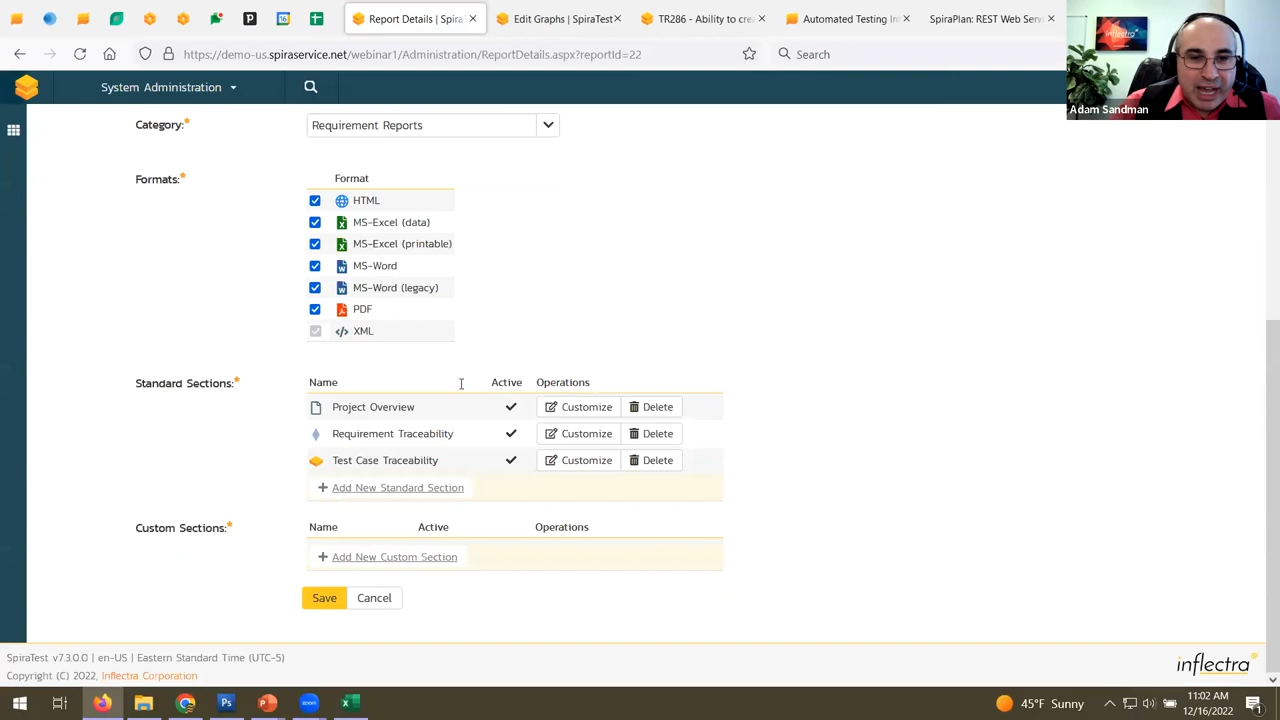 Report Details | Spira
Edit Graphs | SpiraTest
TR286 - Ability to cre
Automated Testing In
SpiraPlan: REST Web Serv
https://demo-us.spiraservice.net/webinar1/Administration/ReportDetails.aspx?reportId=22
Search
inflectra
Adam Sandman
System Administration
Category:*
Requirement Reports
Formats:*
Format
HTML
MS-Excel (data)
MS-Excel (printable)
MS-Word
MS-Word (legacy)
PDF
XML
Standard Sections:*
Name Active Operations
Project Overview Customize Delete
Requirement Traceability Customize Delete
Test Case Traceability Customize Delete
+ Add New Standard Section
Custom Sections:*
Name Active Operations
+ Add New Custom Section
Save Cancel
SpiraTest v7.3.0.0 | en-US | Eastern Standard Time (UTC-5)
Copyright (C) 2022, Inflectra Corporation
inflectra
45°F Sunny
11:02 AM
12/16/2022